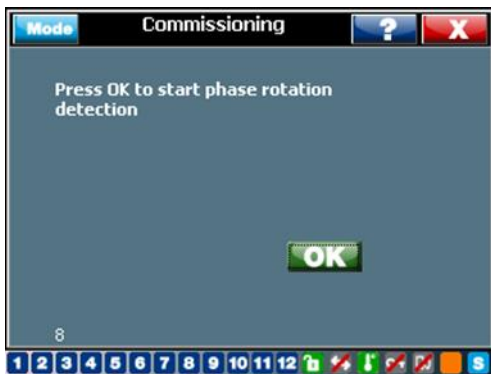 Mode Commissioning ? X
Press OK to start phase rotation
detection
OK
8
1 2 3 4 5 6 7 8 9 10 11 12 S